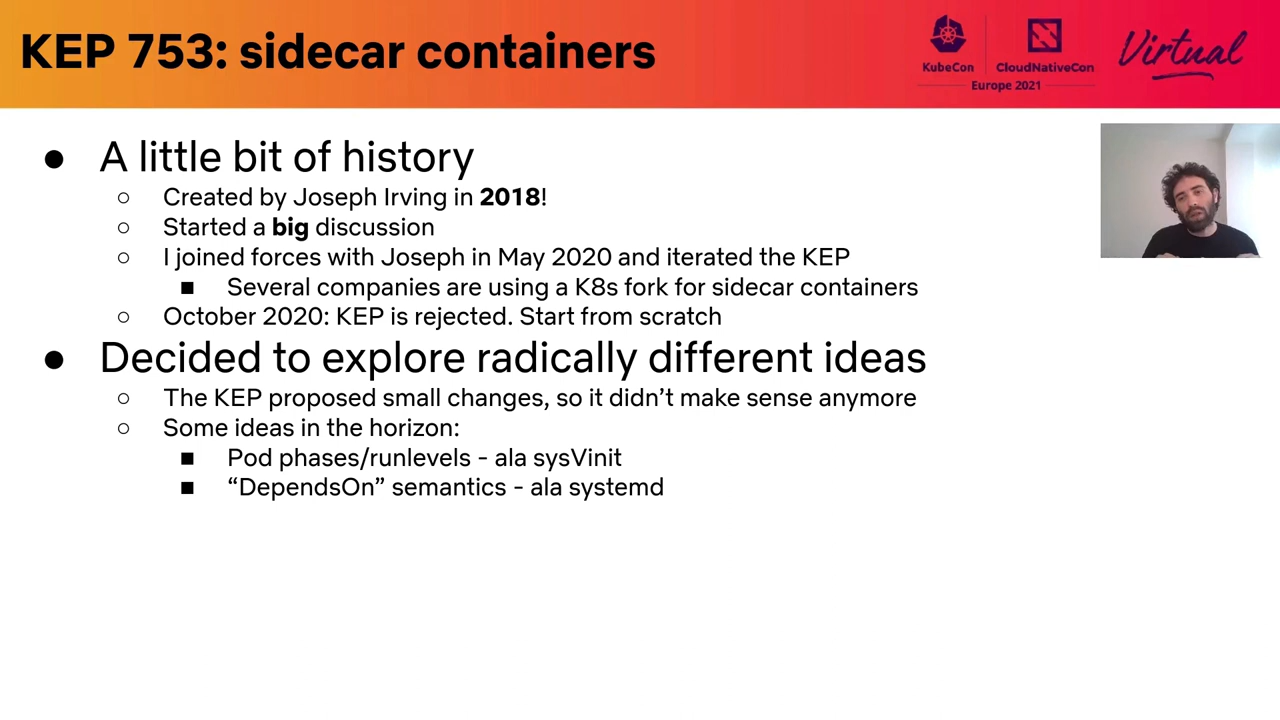 KEP 753: sidecar containers
KubeCon
CloudNativeCon
Europe 2021
Virtual
● A little bit of history
○ Created by Joseph Irving in 2018!
○ Started a big discussion
○ I joined forces with Joseph in May 2020 and iterated the KEP
■ Several companies are using a K8s fork for sidecar containers
○ October 2020: KEP is rejected. Start from scratch
● Decided to explore radically different ideas
○ The KEP proposed small changes, so it didn’t make sense anymore
○ Some ideas in the horizon:
■ Pod phases/runlevels - ala sysVinit
■ “DependsOn” semantics - ala systemd